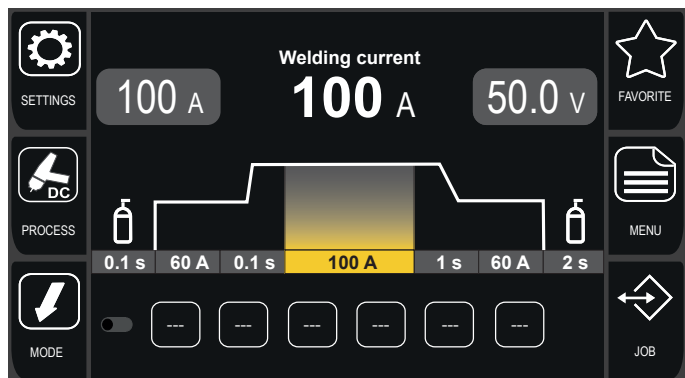 SETTINGS
Welding current
100 A
100 A
50.0 V
FAVORITE
DC
PROCESS
MENU
0.1 s 60 A 0.1 s 100 A 1 s 60 A 2 s
--- --- --- --- --- ---
MODE
JOB